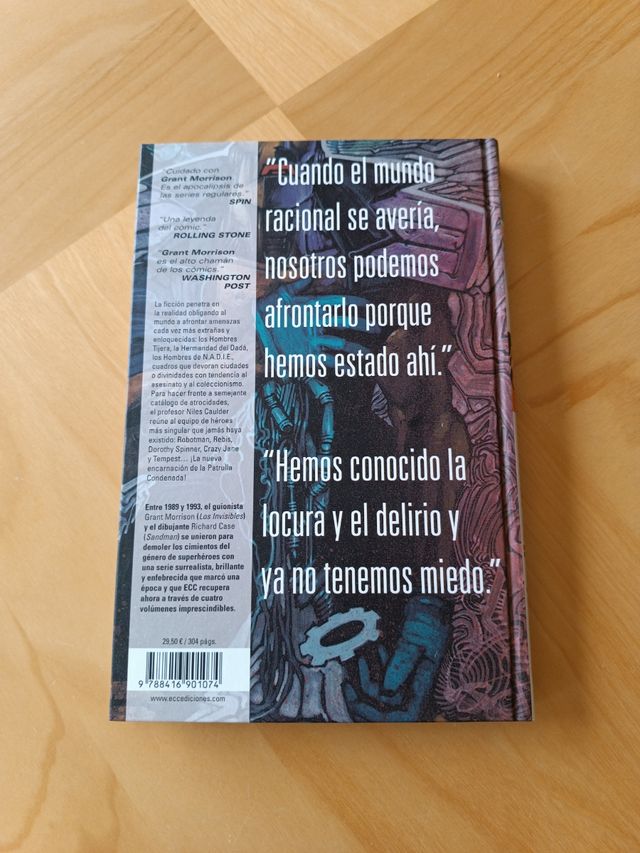 "Cuidado con
Grant Morrison
Es el apocalipsis de
las series regulares."
SPIN
"Una leyenda
del cómic."
ROLLING STONE
"Grant Morrison
es el alto chamán
de los cómics."
WASHINGTON
POST
La ficción penetra en
la realidad obligando al
mundo a afrontar amenazas
cada vez más extrañas y
enloquecidas: los Hombres
Tijera, la Hermandad del Dadá,
los Hombres de N.A.D.I.E.,
cuadros que devoran ciudades
o divinidades con tendencia al
asesinato y al coleccionismo.
Para hacer frente a semejante
catálogo de atrocidades,
el profesor Niles Caulder
reúne al equipo de héroes
más singular que jamás haya
existido: Robotman, Rebis,
Dorothy Spinner, Crazy Jane
y Tempest... ¡La nueva
encarnación de la Patrulla
Condenada!
Entre 1989 y 1993, el guionista
Grant Morrison (Los Invisibles)
y el dibujante Richard Case
(Sandman) se unieron para
demoler los cimientos del
género de superhéroes con
una serie surrealista, brillante
y enfebrecida que marcó una
época y que ECC recupera
ahora a través de cuatro
volúmenes imprescindibles.
29,50 € / 304 págs.
9 788416 901074
www.eccediciones.com
"Cuando el mundo
racional se avería,
nosotros podemos
afrontarlo porque
hemos estado ahí."
"Hemos conocido la
locura y el delirio y
ya no tenemos miedo."